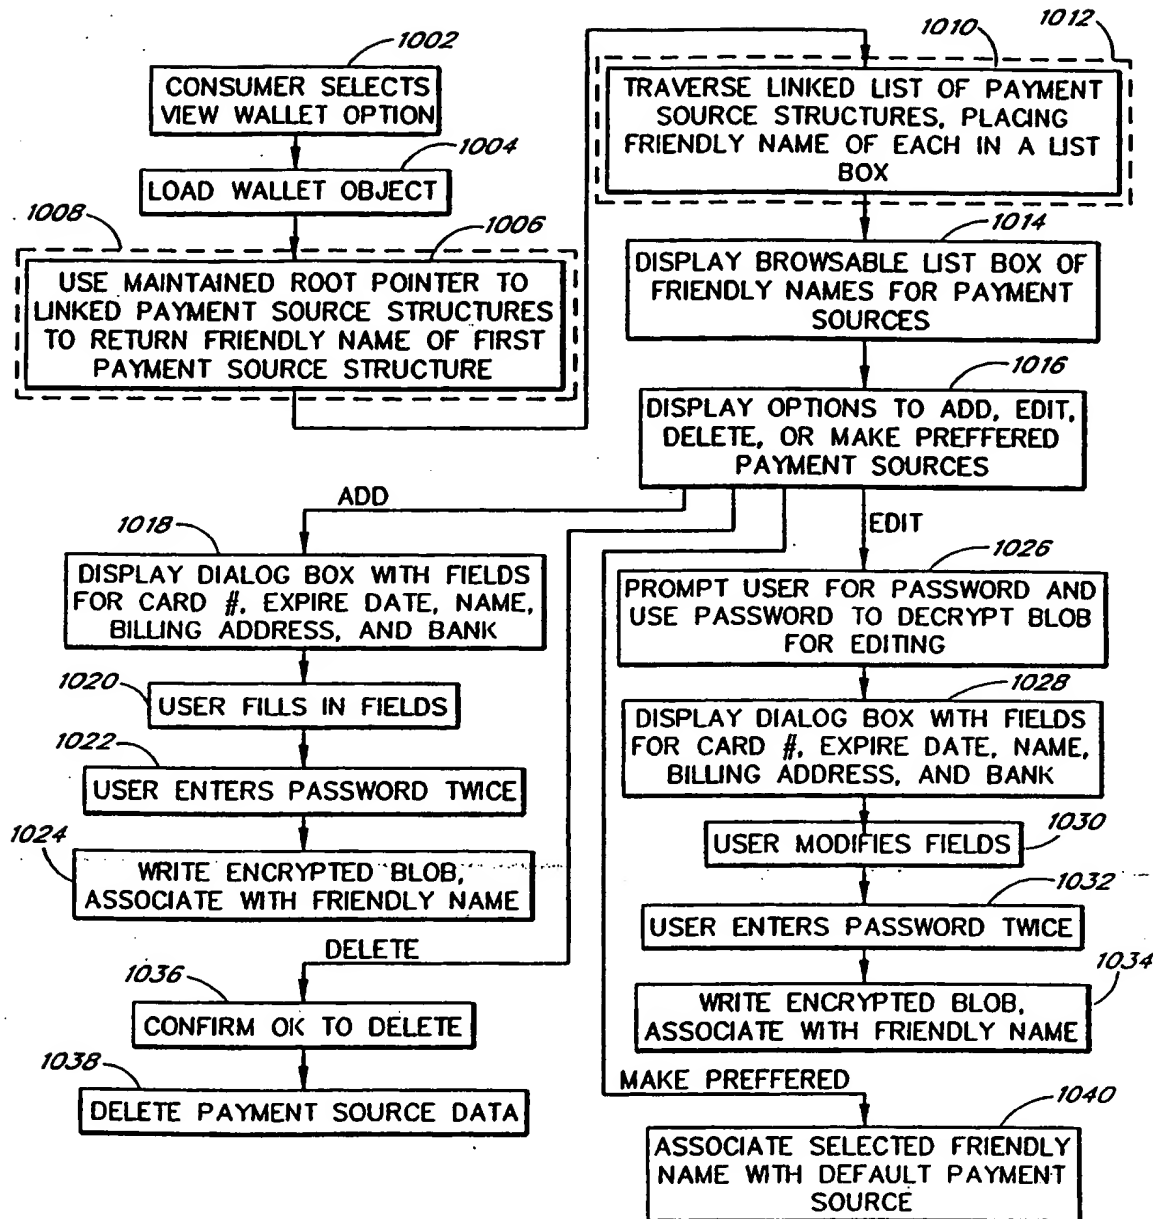 1002
CONSUMER SELECTS
VIEW WALLET OPTION
1004
LOAD WALLET OBJECT
1008
1006
USE MAINTAINED ROOT POINTER TO
LINKED PAYMENT SOURCE STRUCTURES
TO RETURN FRIENDLY NAME OF FIRST
PAYMENT SOURCE STRUCTURE
1010
1012
TRAVERSE LINKED LIST OF PAYMENT
SOURCE STRUCTURES, PLACING
FRIENDLY NAME OF EACH IN A LIST
BOX
1014
DISPLAY BROWSABLE LIST BOX OF
FRIENDLY NAMES FOR PAYMENT
SOURCES
1016
DISPLAY OPTIONS TO ADD, EDIT,
DELETE, OR MAKE PREFFERED
PAYMENT SOURCES
ADD
1018
DISPLAY DIALOG BOX WITH FIELDS
FOR CARD #, EXPIRE DATE, NAME,
BILLING ADDRESS, AND BANK
1020
USER FILLS IN FIELDS
1022
USER ENTERS PASSWORD TWICE
1024
WRITE ENCRYPTED BLOB,
ASSOCIATE WITH FRIENDLY NAME
DELETE
1036
CONFIRM OK TO DELETE
1038
DELETE PAYMENT SOURCE DATA
EDIT
1026
PROMPT USER FOR PASSWORD AND
USE PASSWORD TO DECRYPT BLOB
FOR EDITING
1028
DISPLAY DIALOG BOX WITH FIELDS
FOR CARD #, EXPIRE DATE, NAME,
BILLING ADDRESS, AND BANK
1030
USER MODIFIES FIELDS
1032
USER ENTERS PASSWORD TWICE
1034
WRITE ENCRYPTED BLOB,
ASSOCIATE WITH FRIENDLY NAME
MAKE PREFFERED
1040
ASSOCIATE SELECTED FRIENDLY
NAME WITH DEFAULT PAYMENT
SOURCE